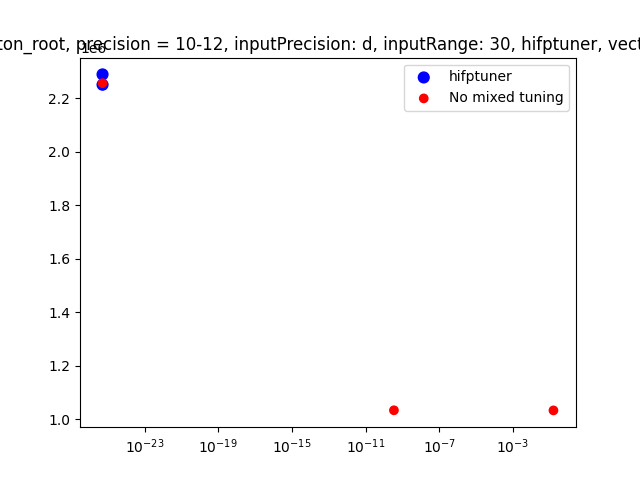 ton_root, precision = 10-12, inputPrecision: d, inputRange: 30, hifptuner, vect
1e6
hifptuner
No mixed tuning
2.2
2.0
1.8
1.6
1.4
1.2
1.0
10⁻²³ 10⁻¹⁹ 10⁻¹⁵ 10⁻¹¹ 10⁻⁷ 10⁻³